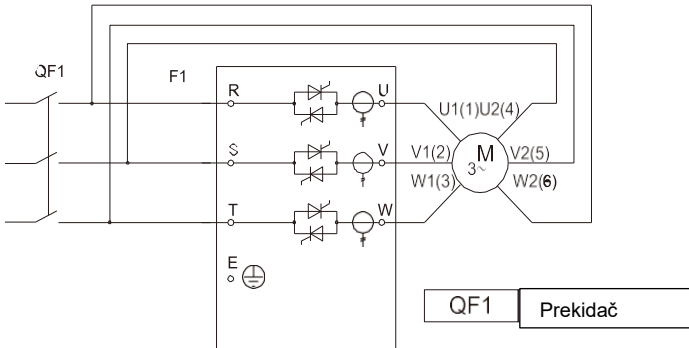 QF1
F1
R
U
U1(1)U2(4)
S
V
V1(2)
M
3~
V2(5)
W1(3)
W2(6)
T
W
E
QF1
Prekidač